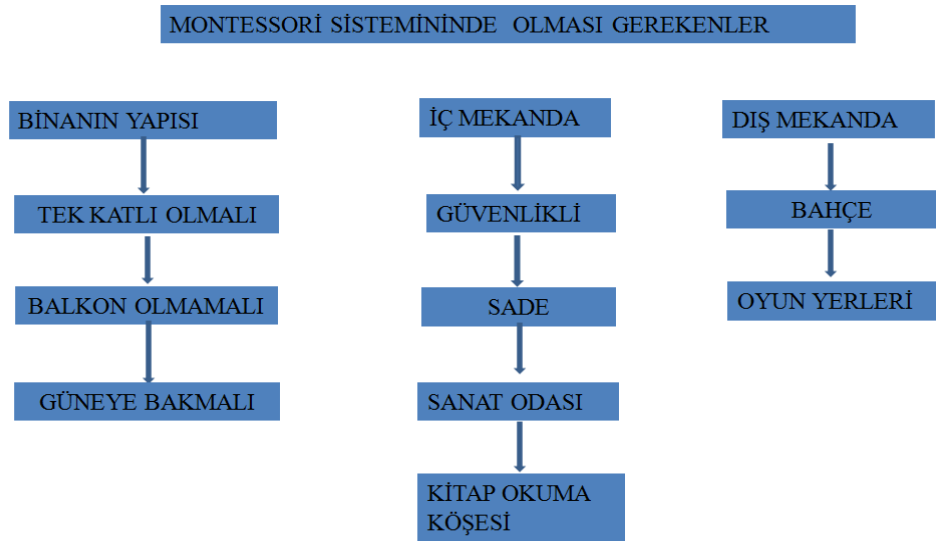 MONTESSORİ SİSTEMİNİNDE OLMASI GEREKENLER
BİNANIN YAPISI
TEK KATLI OLMALI
BALKON OLMAMALI
GÜNEYE BAKMALI
İÇ MEKANDA
GÜVENLİKLİ
SADE
SANAT ODASI
KİTAP OKUMA
KÖŞESİ
DIŞ MEKANDA
BAHÇE
OYUN YERLERİ